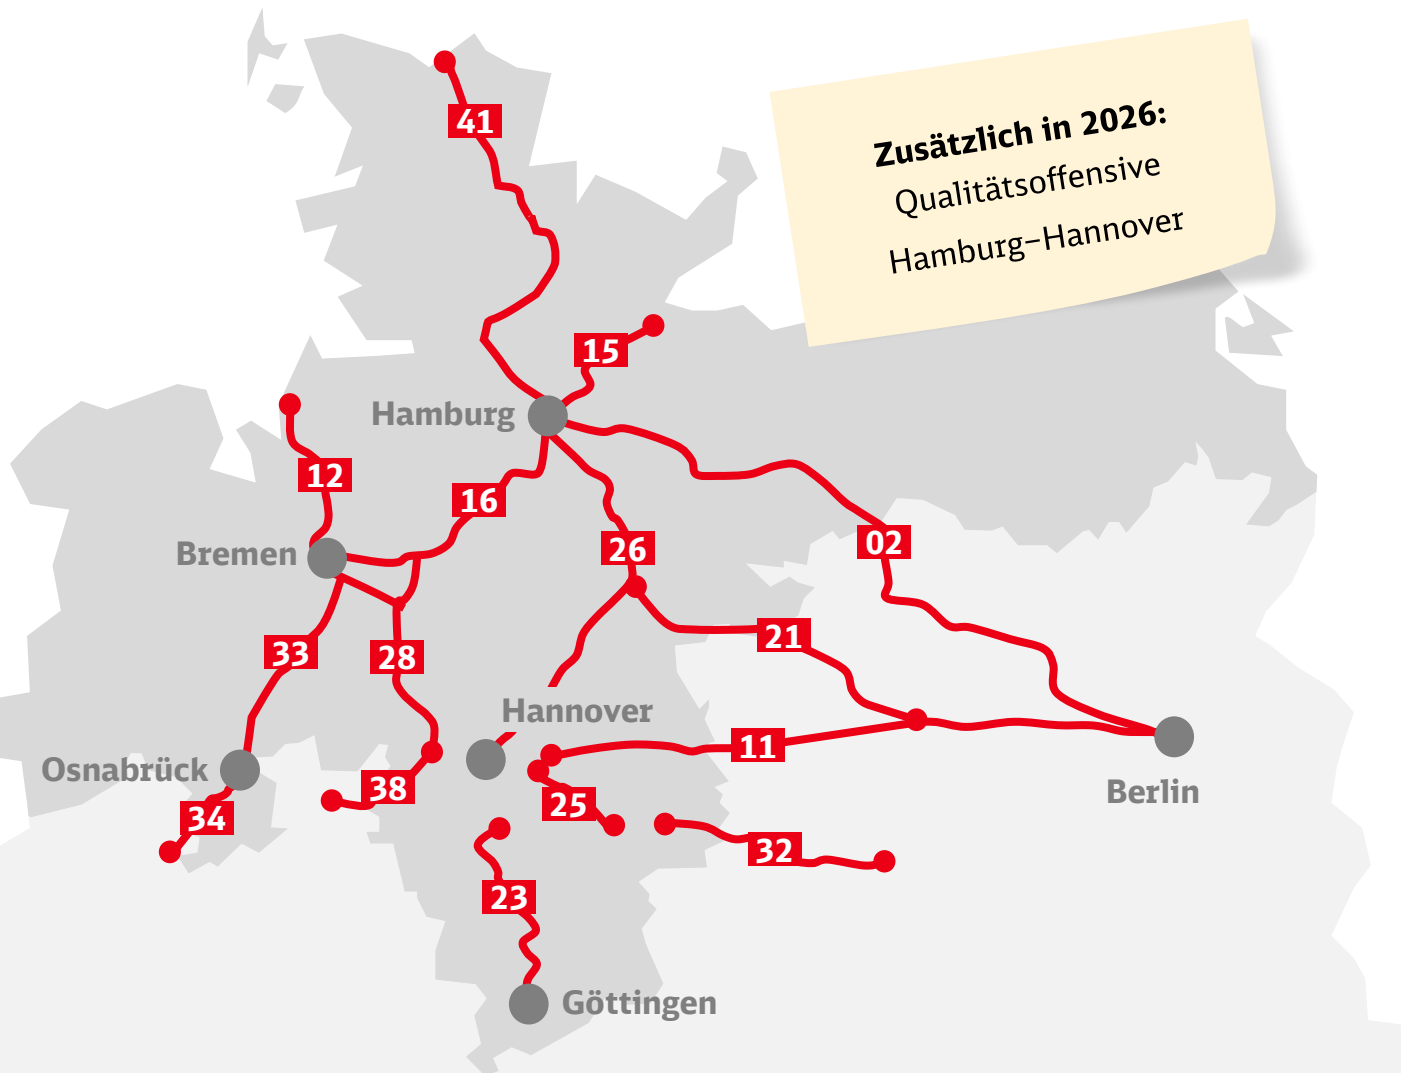 41
Zusätzlich in 2026:
Qualitätsoffensive
Hamburg–Hannover
15
Hamburg
12
16
Bremen
26
02
33
28
21
Hannover
11
Osnabrück
38
25
Berlin
34
32
23
Göttingen